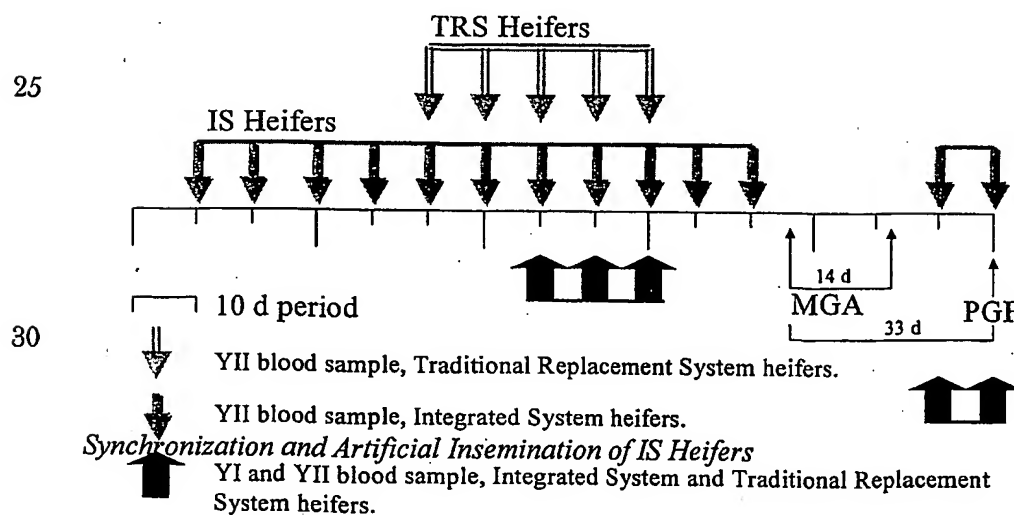 TRS Heifers
25
IS Heifers
14 d
MGA
PGF
33 d
10 d period
30
YII blood sample, Traditional Replacement System heifers.
YII blood sample, Integrated System heifers.
Synchronization and Artificial Insemination of IS Heifers
YI and YII blood sample, Integrated System and Traditional Replacement
System heifers.